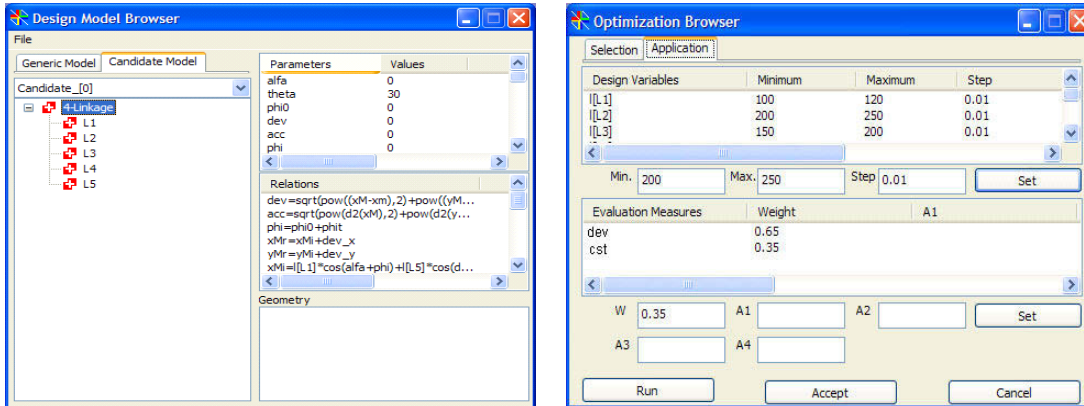 Design Model Browser
File
Generic Model Candidate Model
Candidate_[0]
4-Linkage
L1
L2
L3
L4
L5
Parameters Values
alfa 0
theta 30
phi0 0
dev 0
acc 0
phi 0
Relations
dev=sqrt(pow((xM-xm),2)+pow((yM...
acc=sqrt(pow(d2(xM),2)+pow(d2(y...
phi=phi0+phit
xMr=xMi+dev_x
yMr=yMi+dev_y
xMi=l[L1]*cos(alfa+phi)+l[L5]*cos(d...
Geometry
Optimization Browser
Selection Application
Design Variables Minimum Maximum Step
l[L1] 100 120 0.01
l[L2] 200 250 0.01
l[L3] 150 200 0.01
Min. 200 Max. 250 Step 0.01 Set
Evaluation Measures Weight A1
dev 0.65
cst 0.35
W 0.35 A1 A2 Set
A3 A4
Run Accept Cancel